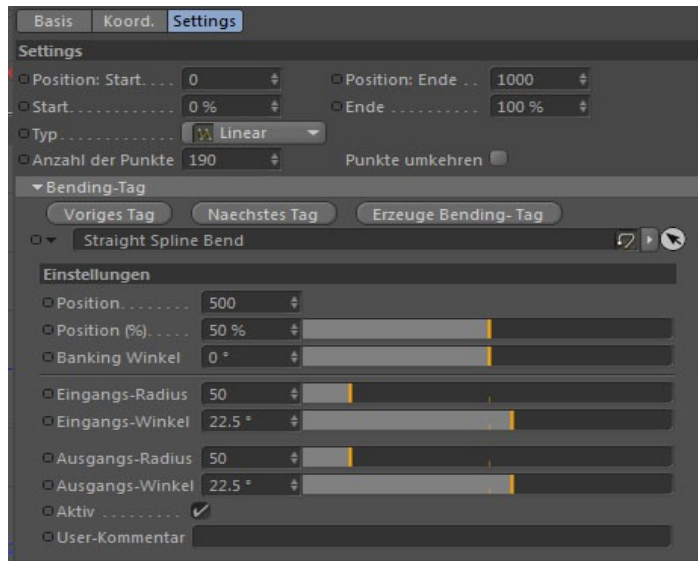 Basis Koord. Settings
Settings
Position: Start. . . . 0 Position: Ende . . 1000
Start. . . . . . . . . . . . 0 % Ende . . . . . . . . . . 100 %
Typ. . . . . . . . . . . . . Linear
Anzahl der Punkte 190 Punkte umkehren
Bending-Tag
Voriges Tag Naechstes Tag Erzeuge Bending- Tag
Straight Spline Bend
Einstellungen
Position. . . . . . . . 500
Position (%). . . . . 50 %
Banking Winkel 0 °
Eingangs-Radius 50
Eingangs-Winkel 22.5 °
Ausgangs-Radius 50
Ausgangs-Winkel 22.5 °
Aktiv . . . . . . . . .
User-Kommentar